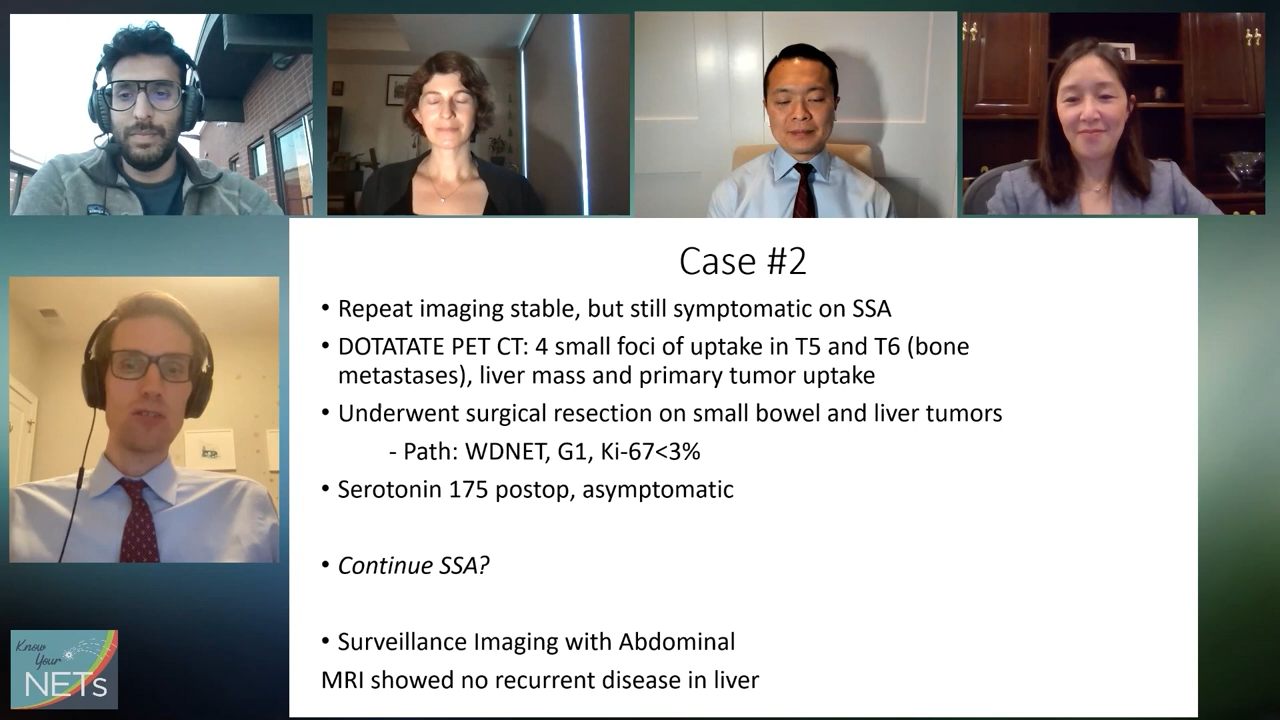 Case #2
• Repeat imaging stable, but still symptomatic on SSA
• DOTATATE PET CT: 4 small foci of uptake in T5 and T6 (bone
metastases), liver mass and primary tumor uptake
• Underwent surgical resection on small bowel and liver tumors
- Path: WDNET, G1, Ki-67<3%
• Serotonin 175 postop, asymptomatic
• Continue SSA?
• Surveillance Imaging with Abdominal
MRI showed no recurrent disease in liver
Know
Your
NETs